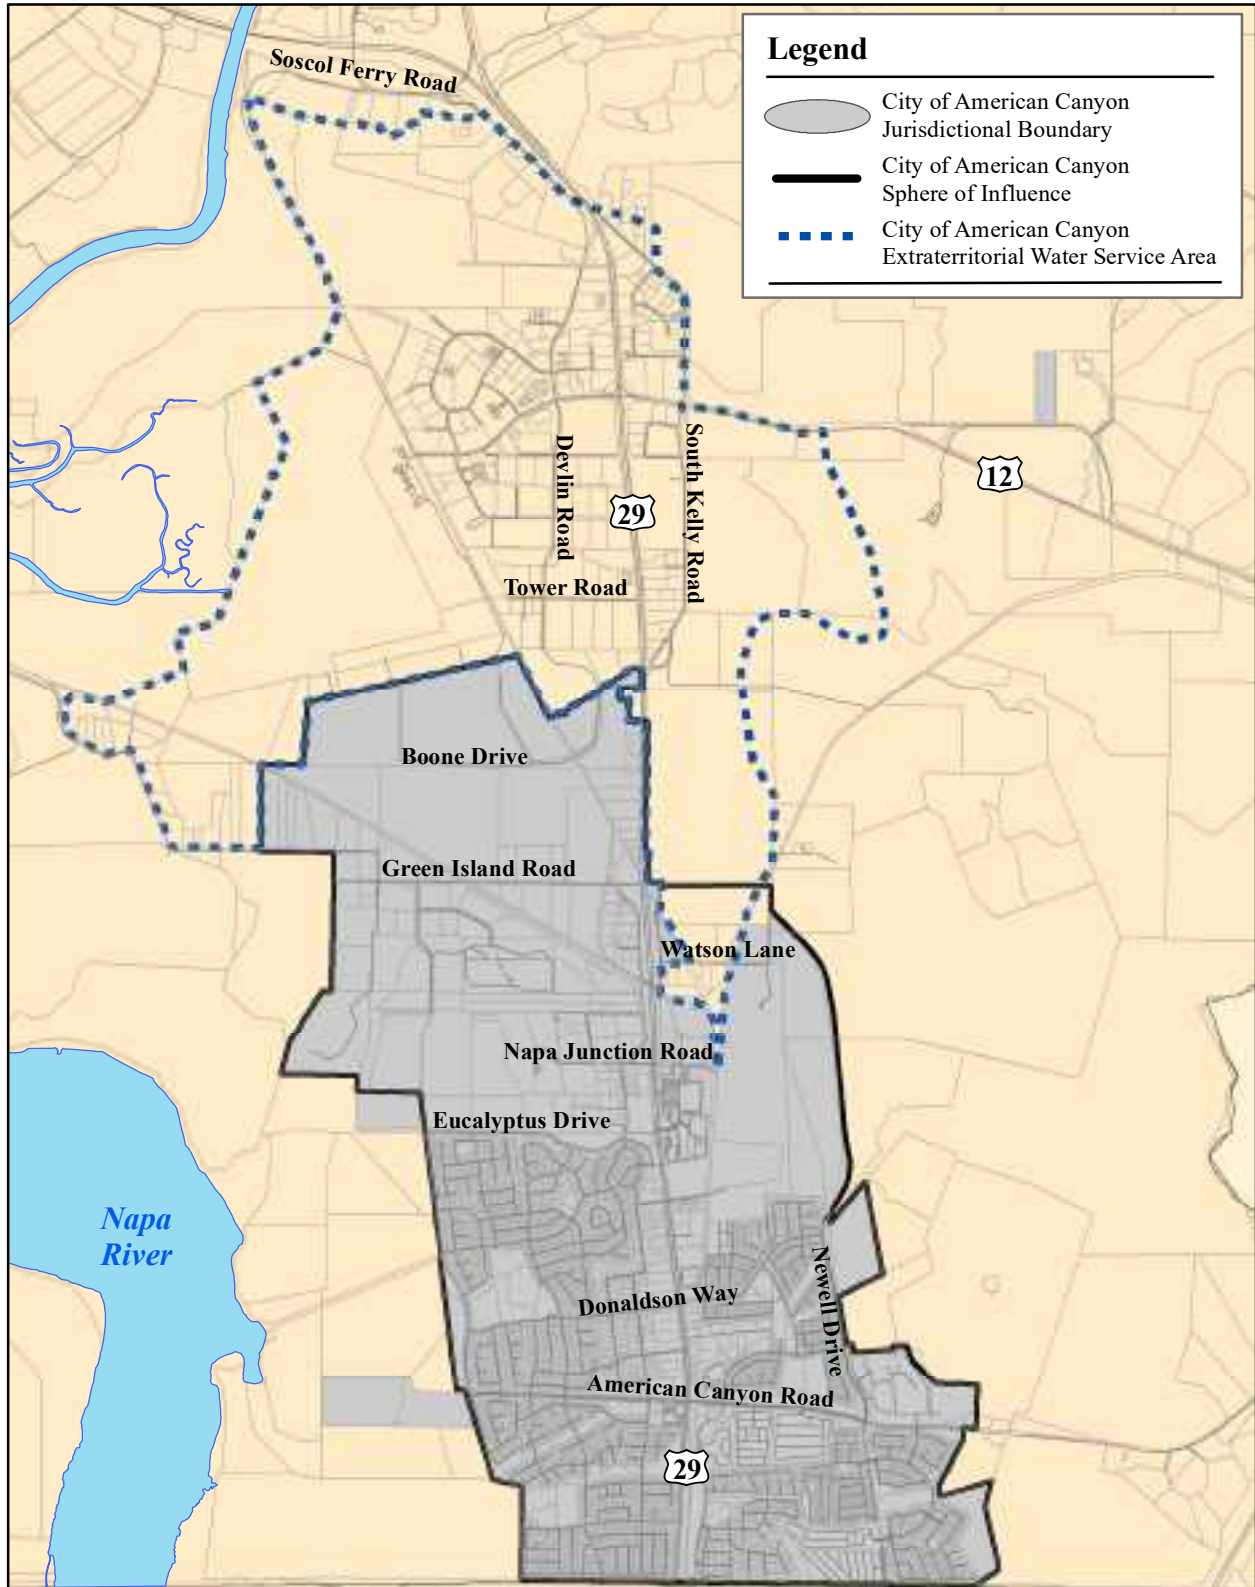 Soscol Ferry Road
Legend
City of American Canyon
Jurisdictional Boundary
City of American Canyon
Sphere of Influence
City of American Canyon
Extraterritorial Water Service Area
12
29
Devlin Road
South Kelly Road
Tower Road
Boone Drive
Green Island Road
Watson Lane
Napa Junction Road
Eucalyptus Drive
Napa
River
Newell Drive
Donaldson Way
American Canyon Road
29